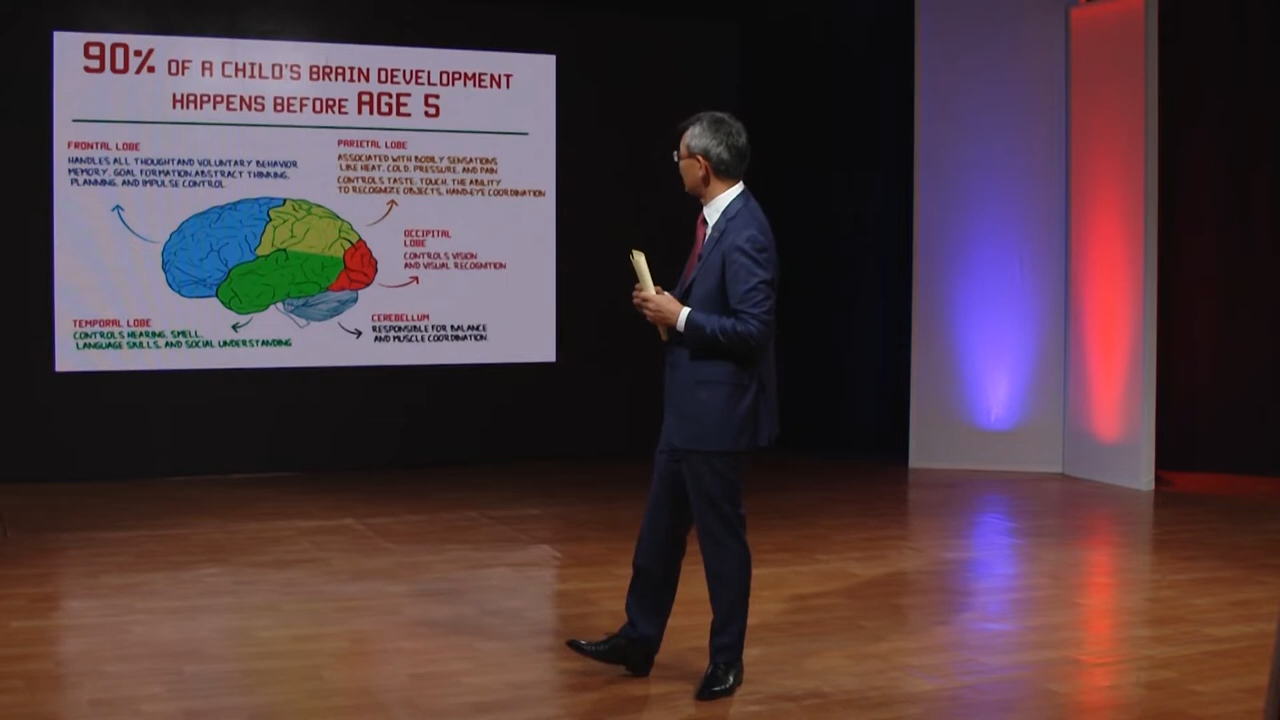 90% OF A CHILD'S BRAIN DEVELOPMENT
HAPPENS BEFORE AGE 5
FRONTAL LOBE
HANDLES ALL THOUGHT AND VOLUNTARY BEHAVIOR
MEMORY, GOAL FORMATION, ABSTRACT THINKING,
PLANNING, AND IMPULSE CONTROL
PARIETAL LOBE
ASSOCIATED WITH BODILY SENSATIONS
LIKE HEAT, COLD, PRESSURE, AND PAIN
CONTROLS TASTE, TOUCH, THE ABILITY
TO RECOGNIZE OBJECTS, HAND-EYE COORDINATION
OCCIPITAL
LOBE
CONTROLS VISION
AND VISUAL RECOGNITION
TEMPORAL LOBE
CONTROLS HEARING, SMELL,
LANGUAGE SKILLS, AND SOCIAL UNDERSTANDING
CEREBELLUM
RESPONSIBLE FOR BALANCE
AND MUSCLE COORDINATION